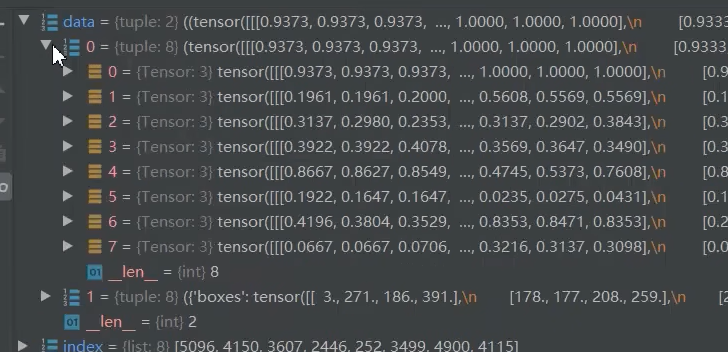 data = {tuple: 2} ((tensor([[[[0.9373, 0.9373, 0.9373, ..., 1.0000, 1.0000, 1.0000],\n [0.9333
0 = {tuple: 8} (tensor([[[[0.9373, 0.9373, 0.9373, ..., 1.0000, 1.0000, 1.0000],\n [0.9333
0 = {Tensor: 3} tensor([[[[0.9373, 0.9373, 0.9373, ..., 1.0000, 1.0000, 1.0000],\n [0.9
1 = {Tensor: 3} tensor([[[[0.1961, 0.1961, 0.2000, ..., 0.5608, 0.5569, 0.5569],\n [0.1
2 = {Tensor: 3} tensor([[[[0.3137, 0.2980, 0.2353, ..., 0.3137, 0.2902, 0.3843],\n [0.3
3 = {Tensor: 3} tensor([[[[0.3922, 0.3922, 0.4078, ..., 0.3569, 0.3647, 0.3490],\n [0.3
4 = {Tensor: 3} tensor([[[[0.8667, 0.8627, 0.8549, ..., 0.4745, 0.5373, 0.7608],\n [0.8
5 = {Tensor: 3} tensor([[[[0.1922, 0.1647, 0.1647, ..., 0.0235, 0.0275, 0.0431],\n [0.1
6 = {Tensor: 3} tensor([[[[0.4196, 0.3804, 0.3529, ..., 0.8353, 0.8471, 0.8353],\n [0.2
7 = {Tensor: 3} tensor([[[[0.0667, 0.0667, 0.0706, ..., 0.3216, 0.3137, 0.3098],\n [0.0
01 __len__ = {int} 8
1 = {tuple: 8} ({'boxes': tensor([[ 3., 271., 186., 391.],\n [178., 177., 208., 259.],\n [2
01 __len__ = {int} 2
index = {list: 8} [5096, 4150, 3607, 2446, 252, 3499, 4900, 4115]